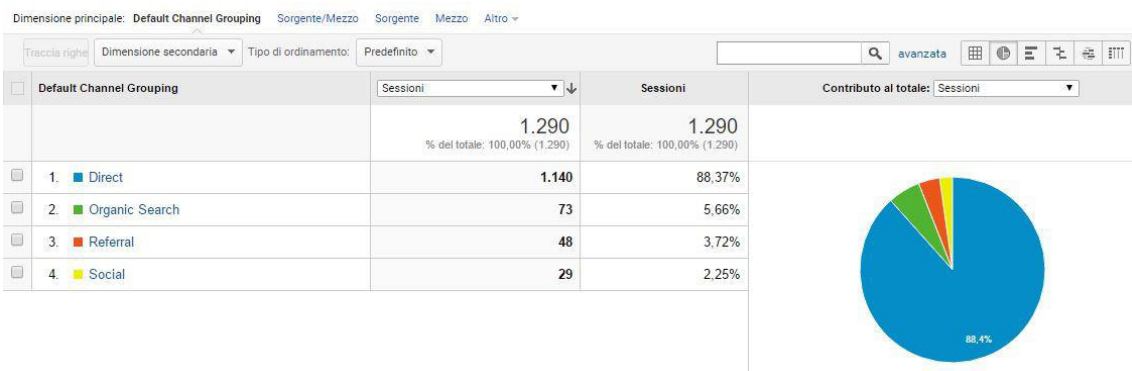 Dimensione principale: Default Channel Grouping Sorgente/Mezzo Sorgente Mezzo Altro
Traccia righe Dimensione secondaria Tipo di ordinamento: Predefinito avanzata
Default Channel Grouping Sessioni Sessioni Contributo al totale: Sessioni
1.290 1.290
% del totale: 100,00% (1.290) % del totale: 100,00% (1.290)
1. Direct 1.140 88,37%
2. Organic Search 73 5,66%
3. Referral 48 3,72%
4. Social 29 2,25%
88,4%